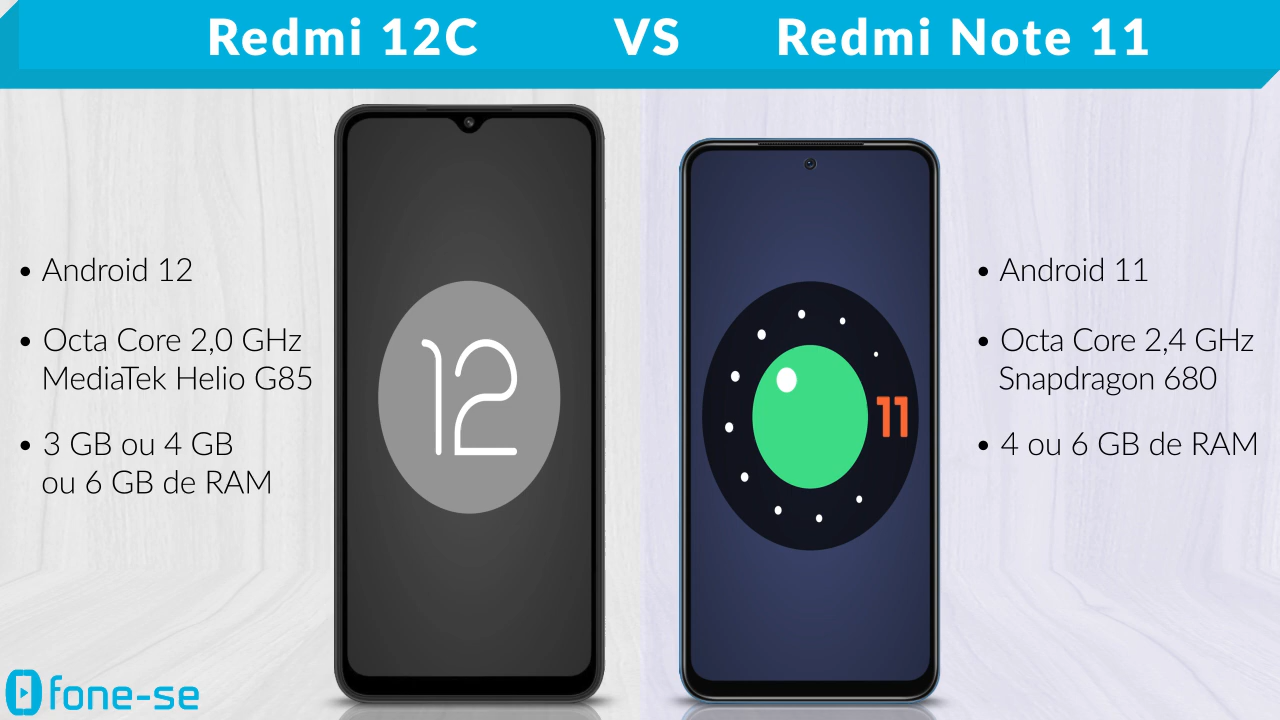 Redmi 12C VS Redmi Note 11
• Android 12
• Octa Core 2,0 GHz
MediaTek Helio G85
• 3 GB ou 4 GB
ou 6 GB de RAM
12
11
• Android 11
• Octa Core 2,4 GHz
Snapdragon 680
• 4 ou 6 GB de RAM
fone-se